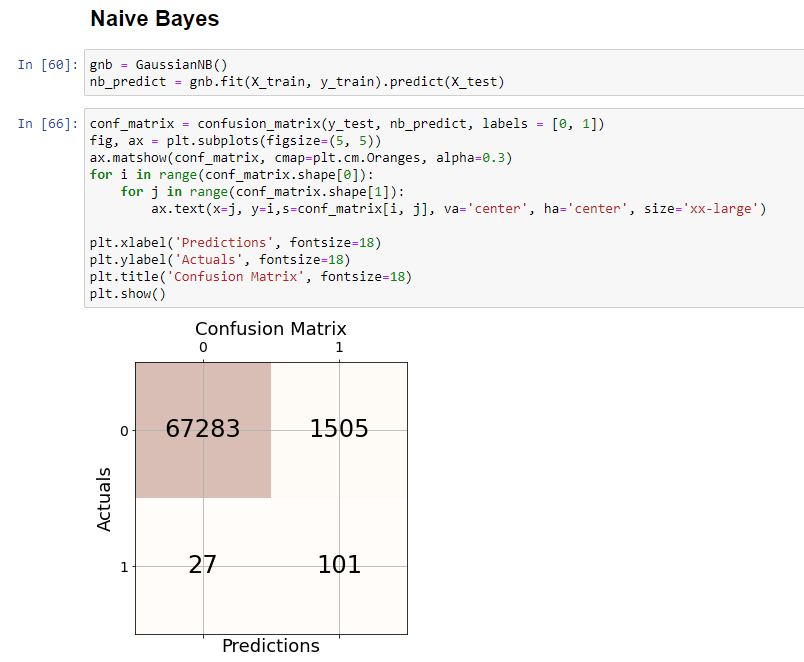 Naive Bayes
In [60]: gnb = GaussianNB()
nb_predict = gnb.fit(X_train, y_train).predict(X_test)
In [66]: conf_matrix = confusion_matrix(y_test, nb_predict, labels = [0, 1])
fig, ax = plt.subplots(figsize=(5, 5))
ax.matshow(conf_matrix, cmap=plt.cm.Oranges, alpha=0.3)
for i in range(conf_matrix.shape[0]):
    for j in range(conf_matrix.shape[1]):
        ax.text(x=j, y=i,s=conf_matrix[i, j], va='center', ha='center', size='xx-large')

plt.xlabel('Predictions', fontsize=18)
plt.ylabel('Actuals', fontsize=18)
plt.title('Confusion Matrix', fontsize=18)
plt.show()
Confusion Matrix
0 1
0 67283 1505
Actuals
1 27 101
Predictions